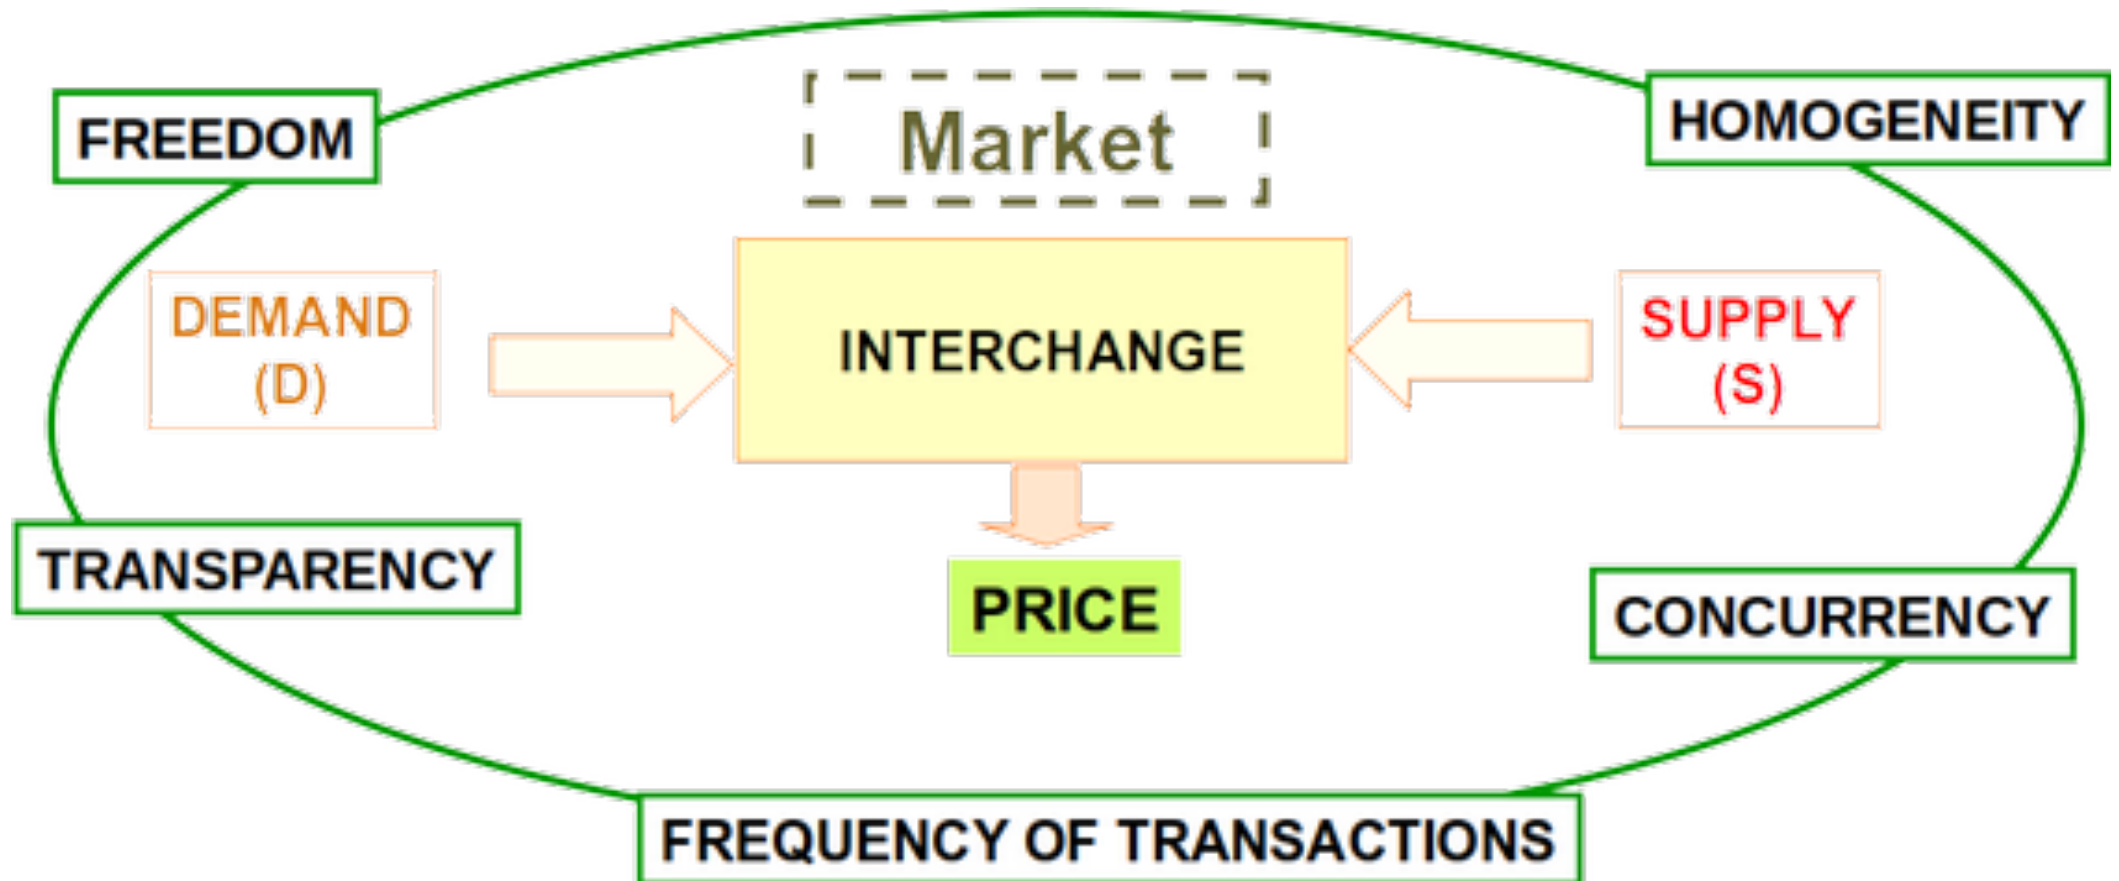 FREEDOM
Market
HOMOGENEITY
DEMAND
(D)
INTERCHANGE
SUPPLY
(S)
TRANSPARENCY
PRICE
CONCURRENCY
FREQUENCY OF TRANSACTIONS